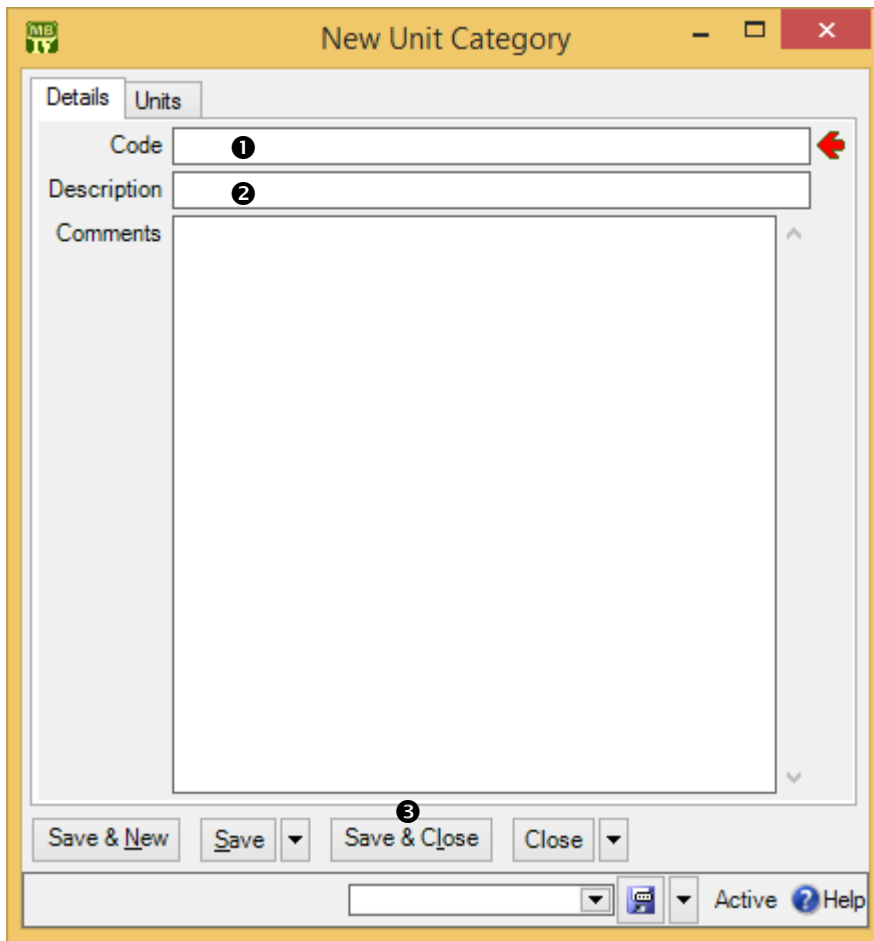 MB
IY
New Unit Category
Details Units
Code ❶
Description ❷
Comments
❸
Save & New Save Save & Close Close
Active Help